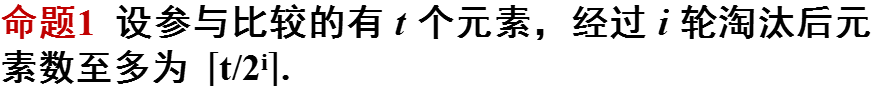 命题1 设参与比较的有 t 个元素，经过 i 轮淘汰后元
素数至多为 ⌈t/2ⁱ⌉.